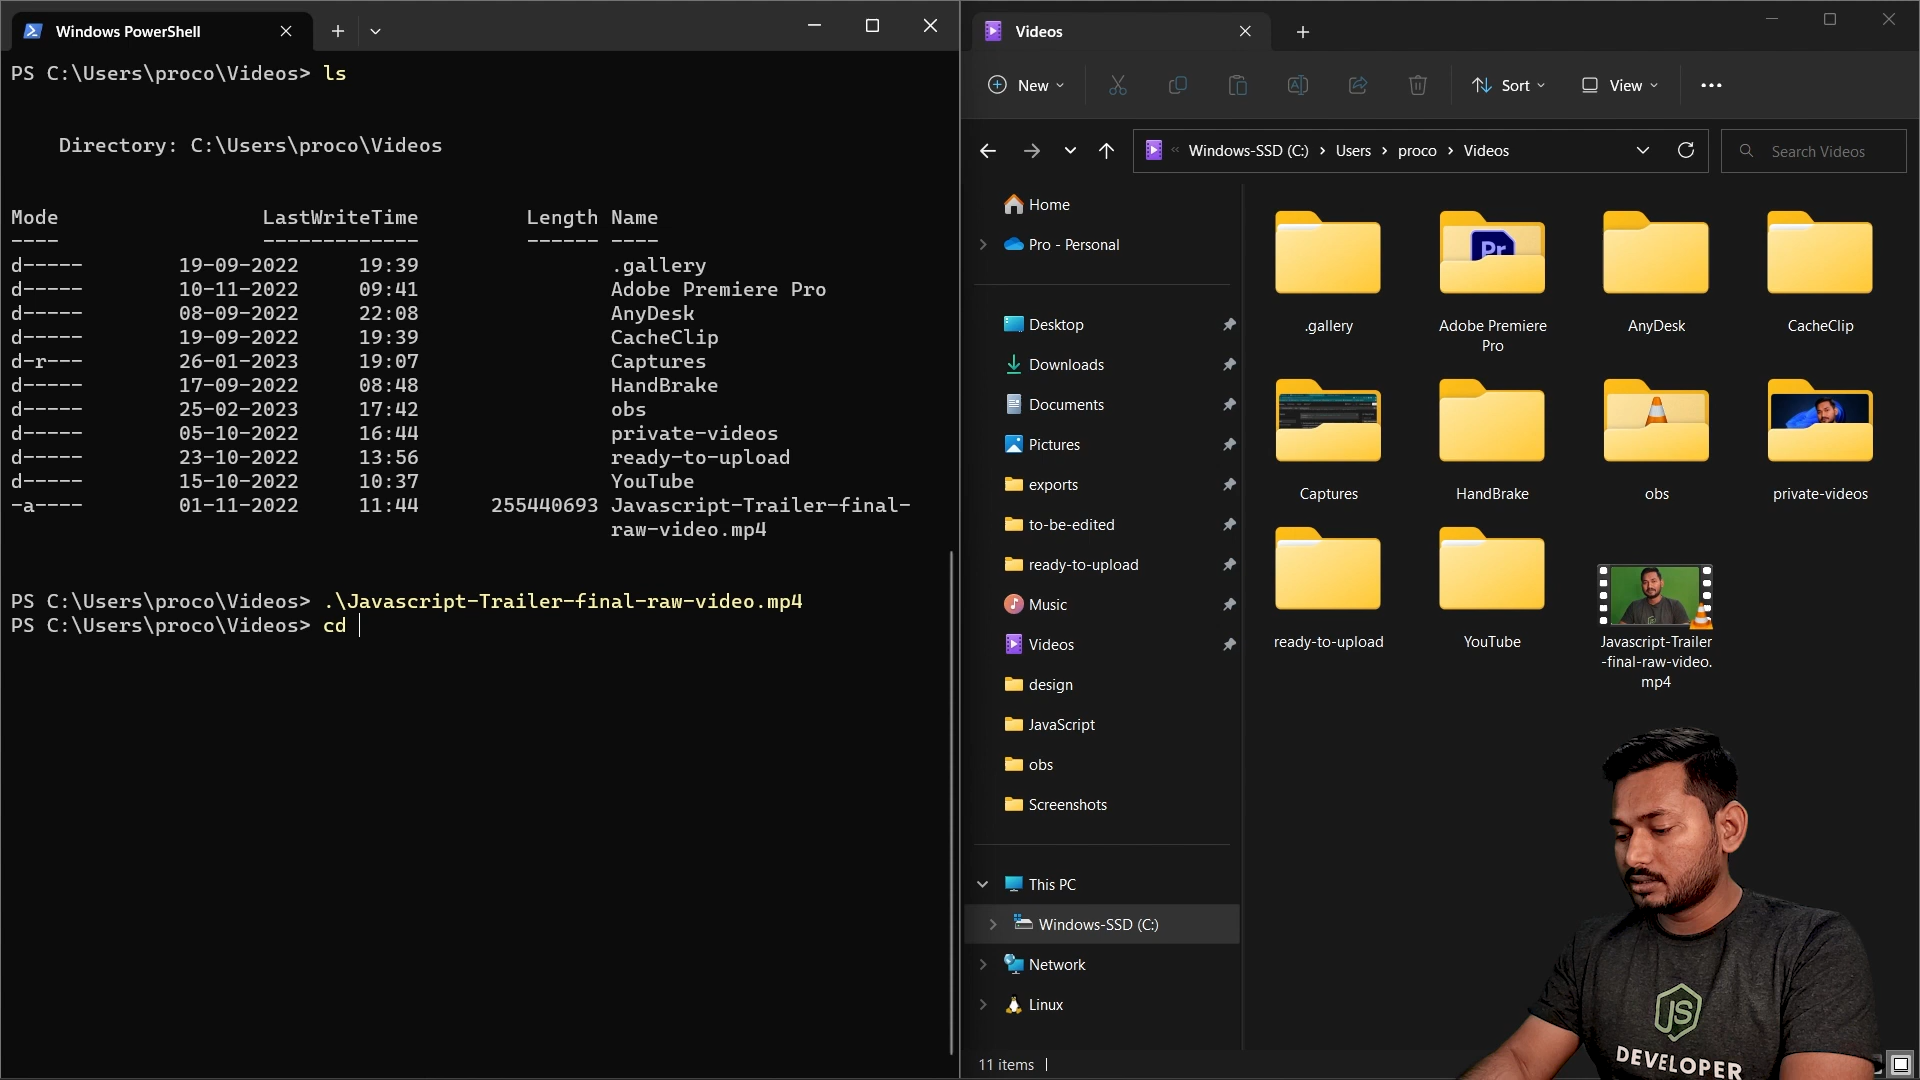 Windows PowerShell
PS C:\Users\proco\Videos> ls
Directory: C:\Users\proco\Videos
Mode LastWriteTime Length Name
---- ------------- ------ ----
d----- 19-09-2022 19:39 .gallery
d----- 10-11-2022 09:41 Adobe Premiere Pro
d----- 08-09-2022 22:08 AnyDesk
d----- 19-09-2022 19:39 CacheClip
d-r--- 26-01-2023 19:07 Captures
d----- 17-09-2022 08:48 HandBrake
d----- 25-02-2023 17:42 obs
d----- 05-10-2022 16:44 private-videos
d----- 23-10-2022 13:56 ready-to-upload
d----- 15-10-2022 10:37 YouTube
-a---- 01-11-2022 11:44 255440693 Javascript-Trailer-final-
raw-video.mp4
PS C:\Users\proco\Videos> .\Javascript-Trailer-final-raw-video.mp4
PS C:\Users\proco\Videos> cd
Videos
New
Sort
View
Windows-SSD (C:) › Users › proco › Videos
Search Videos
Home
Pro - Personal
Desktop
Downloads
Documents
Pictures
exports
to-be-edited
ready-to-upload
Music
Videos
design
JavaScript
obs
Screenshots
This PC
Windows-SSD (C:)
Network
Linux
11 items
Pr
.gallery
Adobe Premiere
Pro
AnyDesk
CacheClip
Captures
HandBrake
obs
private-videos
ready-to-upload
YouTube
Javascript-Trailer
-final-raw-video.
mp4
JS
DEVELOPER